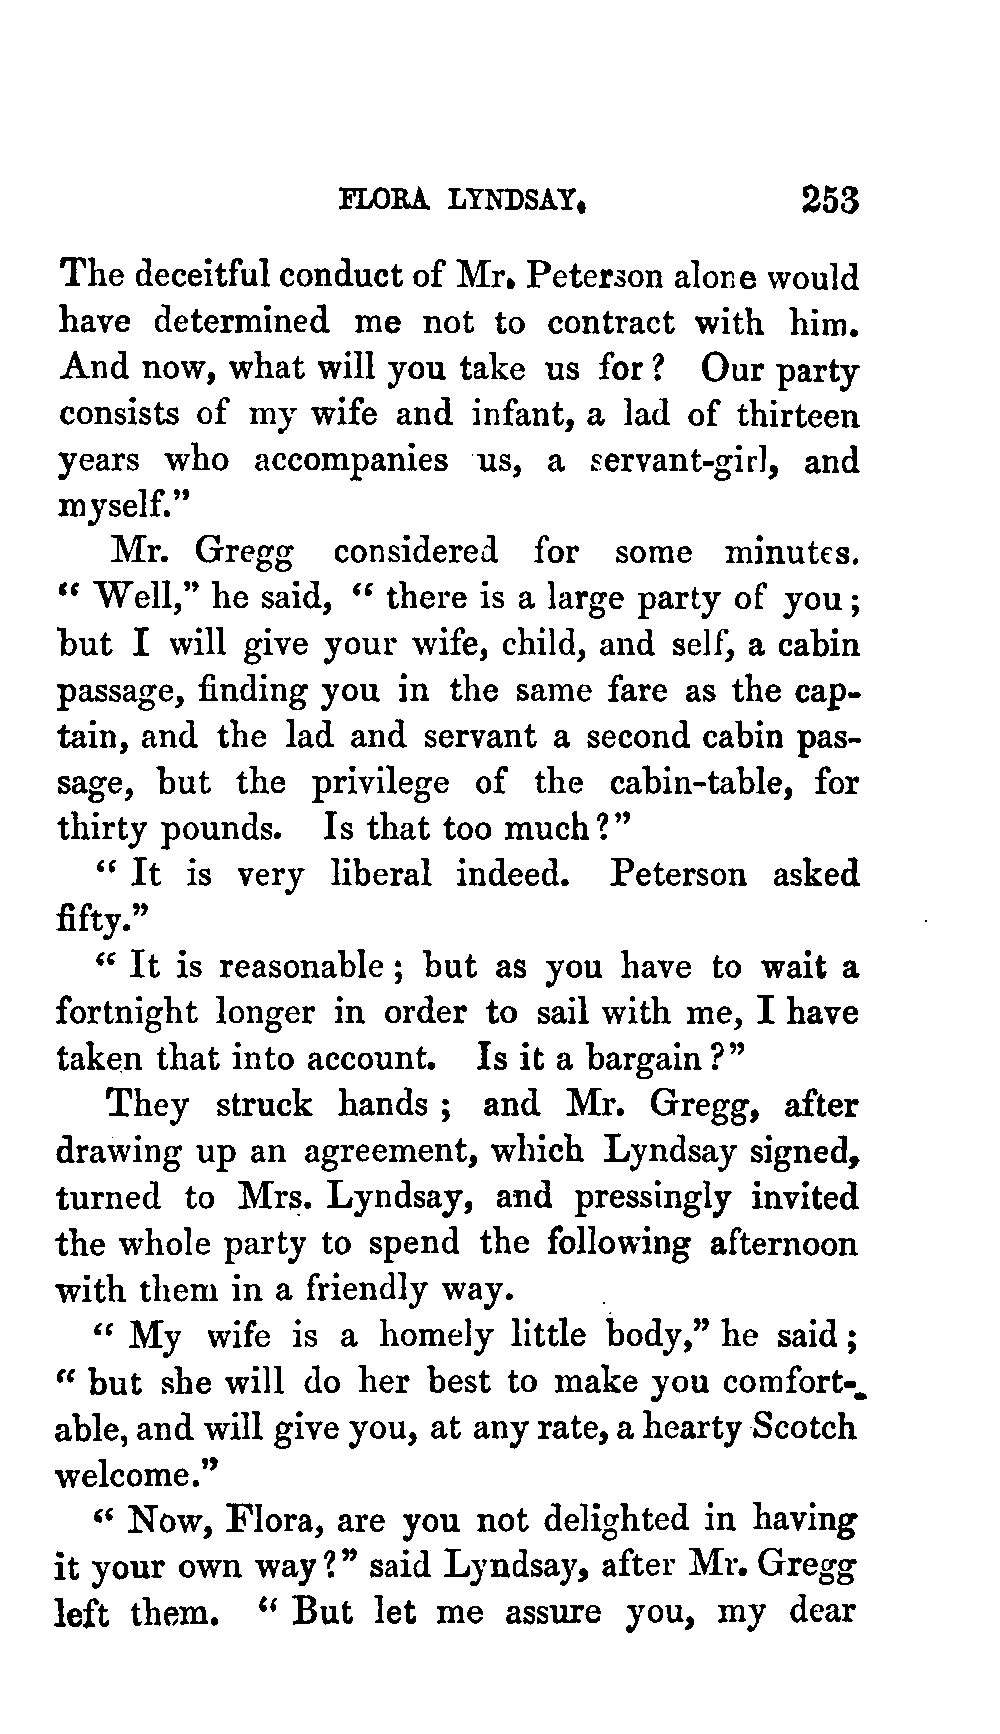 FLORA LYNDSAY. 253
The deceitful conduct of Mr. Peterson alone would
have determined me not to contract with him.
And now, what will you take us for? Our party
consists of my wife and infant, a lad of thirteen
years who accompanies us, a servant-girl, and
myself."
Mr. Gregg considered for some minutes.
"Well," he said, "there is a large party of you;
but I will give your wife, child, and self, a cabin
passage, finding you in the same fare as the cap-
tain, and the lad and servant a second cabin pas-
sage, but the privilege of the cabin-table, for
thirty pounds. Is that too much?"
"It is very liberal indeed. Peterson asked
fifty."
"It is reasonable; but as you have to wait a
fortnight longer in order to sail with me, I have
taken that into account. Is it a bargain?"
They struck hands; and Mr. Gregg, after
drawing up an agreement, which Lyndsay signed,
turned to Mrs. Lyndsay, and pressingly invited
the whole party to spend the following afternoon
with them in a friendly way.
"My wife is a homely little body," he said;
"but she will do her best to make you comfort-
able, and will give you, at any rate, a hearty Scotch
welcome."
"Now, Flora, are you not delighted in having
it your own way?" said Lyndsay, after Mr. Gregg
left them. "But let me assure you, my dear